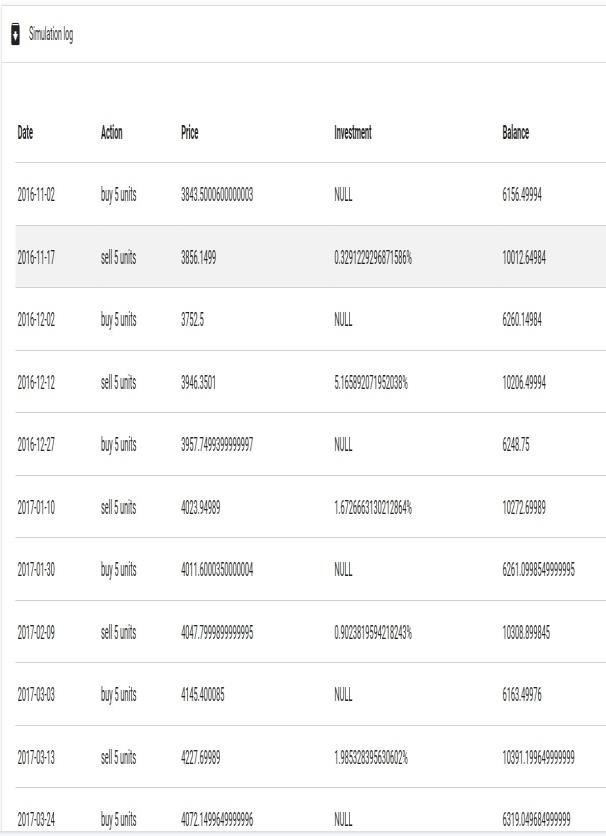 Simulation log
Date Action Price Investment Balance
2016-11-02 buy 5 units 3843.5000600000003 NULL 6156.49994
2016-11-17 sell 5 units 3856.1499 0.3291229296871586% 10012.64984
2016-12-02 buy 5 units 3752.5 NULL 6260.14984
2016-12-12 sell 5 units 3946.3501 5.165892071952038% 10206.49994
2016-12-27 buy 5 units 3957.749939999997 NULL 6248.75
2017-01-10 sell 5 units 4023.94989 1.6726663130212864% 10272.69989
2017-01-30 buy 5 units 4011.6000350000004 NULL 6261.0998549999995
2017-02-09 sell 5 units 4047.7999899999995 0.9023819594218243% 10308.899845
2017-03-03 buy 5 units 4145.400085 NULL 6163.49976
2017-03-13 sell 5 units 4227.69989 1.985328395630602% 10391.199649999999
2017-03-24 buy 5 units 4072.1499649999996 NULL 6319.049684999999